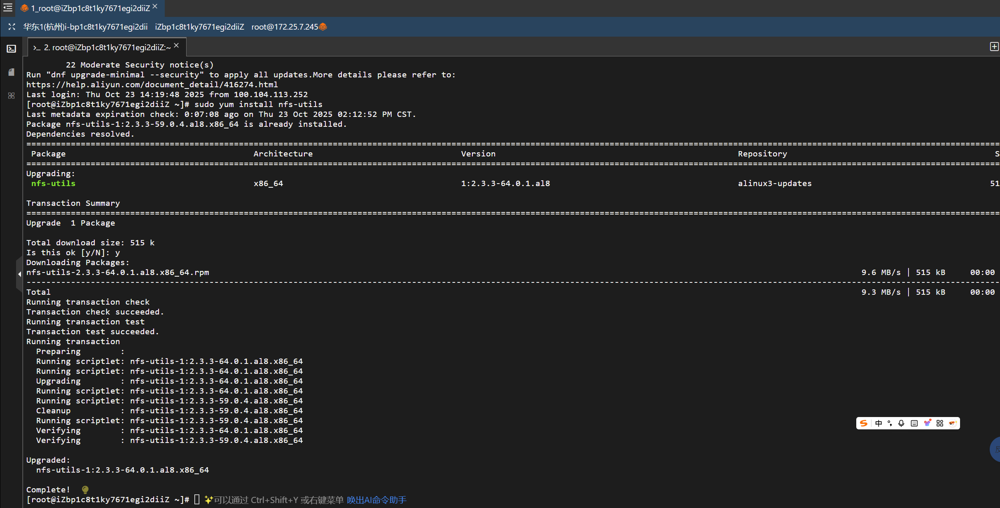 1_root@iZbp1c8t1ky7671egi2diiZ
华东1(杭州)i-bp1c8t1ky7671egi2dii iZbp1c8t1ky7671egi2diiZ root@172.25.7.245
2. root@iZbp1c8t1ky7671egi2diiZ:~
22 Moderate Security notice(s)
Run "dnf upgrade-minimal --security" to apply all updates.More details please refer to:
https://help.aliyun.com/document_detail/416274.html
Last login: Thu Oct 23 14:19:48 2025 from 100.104.113.252
[root@iZbp1c8t1ky7671egi2diiZ ~]# sudo yum install nfs-utils
Last metadata expiration check: 0:07:08 ago on Thu 23 Oct 2025 02:12:52 PM CST.
Package nfs-utils-1:2.3.3-59.0.4.al8.x86_64 is already installed.
Dependencies resolved.
Package Architecture Version Repository S
Upgrading:
nfs-utils x86_64 1:2.3.3-64.0.1.al8 alinux3-updates 51
Transaction Summary
Upgrade 1 Package
Total download size: 515 k
Is this ok [y/N]: y
Downloading Packages:
nfs-utils-2.3.3-64.0.1.al8.x86_64.rpm 9.6 MB/s | 515 kB 00:00
Total 9.3 MB/s | 515 kB 00:00
Running transaction check
Transaction check succeeded.
Running transaction test
Transaction test succeeded.
Running transaction
Preparing :
Running scriptlet: nfs-utils-1:2.3.3-64.0.1.al8.x86_64
Running scriptlet: nfs-utils-1:2.3.3-64.0.1.al8.x86_64
Upgrading : nfs-utils-1:2.3.3-64.0.1.al8.x86_64
Running scriptlet: nfs-utils-1:2.3.3-64.0.1.al8.x86_64
Running scriptlet: nfs-utils-1:2.3.3-59.0.4.al8.x86_64
Cleanup : nfs-utils-1:2.3.3-59.0.4.al8.x86_64
Running scriptlet: nfs-utils-1:2.3.3-59.0.4.al8.x86_64
Verifying : nfs-utils-1:2.3.3-64.0.1.al8.x86_64
Verifying : nfs-utils-1:2.3.3-59.0.4.al8.x86_64
中
Upgraded:
nfs-utils-1:2.3.3-64.0.1.al8.x86_64
Complete!
[root@iZbp1c8t1ky7671egi2diiZ ~]# ✨可以通过 Ctrl+Shift+Y 或右键菜单 唤出AI命令助手